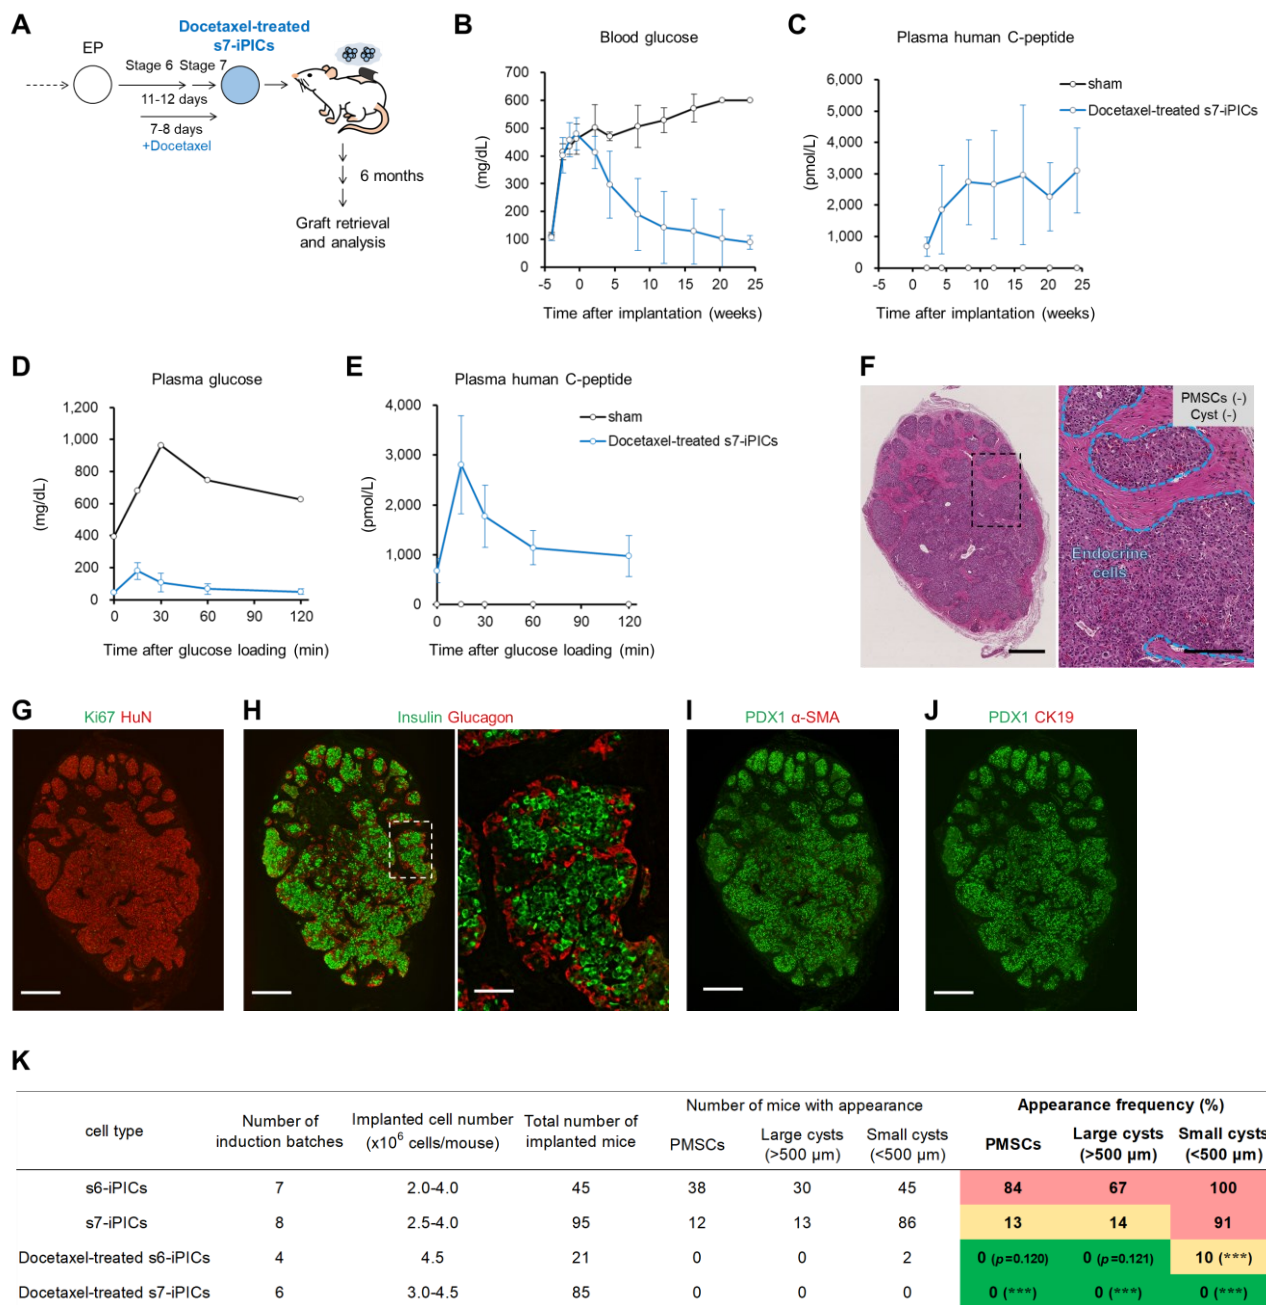 A
Docetaxel-treated
s7-iPICs
EP
Stage 6 Stage 7
11-12 days
7-8 days
+Docetaxel
6 months
Graft retrieval
and analysis
B
Blood glucose
(mg/dL)
700
600
500
400
300
200
100
0
-5 0 5 10 15 20 25
Time after implantation (weeks)
C
Plasma human C-peptide
(pmol/L)
6,000
5,000
4,000
3,000
2,000
1,000
0
-5 0 5 10 15 20 25
Time after implantation (weeks)
sham
Docetaxel-treated s7-iPICs
D
Plasma glucose
(mg/dL)
1,200
1,000
800
600
400
200
0
0 30 60 90 120
Time after glucose loading (min)
E
Plasma human C-peptide
(pmol/L)
4,000
3,000
2,000
1,000
0
0 30 60 90 120
Time after glucose loading (min)
sham
Docetaxel-treated s7-iPICs
F
PMSCs (-)
Cyst (-)
Endocrine
cells
G
Ki67 HuN
H
Insulin Glucagon
I
PDX1 α-SMA
J
PDX1 CK19
K
cell type
Number of
induction batches
Implanted cell number
(x10⁶ cells/mouse)
Total number of
implanted mice
Number of mice with appearance
PMSCs
Large cysts
(>500 µm)
Small cysts
(<500 µm)
Appearance frequency (%)
PMSCs
Large cysts
(>500 µm)
Small cysts
(<500 µm)
s6-iPICs 7 2.0-4.0 45 38 30 45 84 67 100
s7-iPICs 8 2.5-4.0 95 12 13 86 13 14 91
Docetaxel-treated s6-iPICs 4 4.5 21 0 0 2 0 (p=0.120) 0 (p=0.121) 10 (***)
Docetaxel-treated s7-iPICs 6 3.0-4.5 85 0 0 0 0 (***) 0 (***) 0 (***)